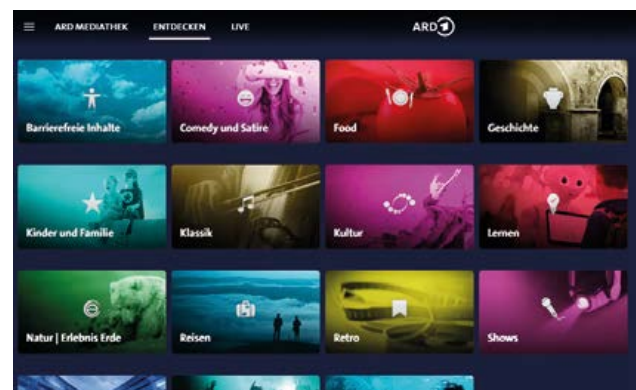 ARD MEDIATHEK ENTDECKEN LIVE ARD 1
Barrierefreie Inhalte Comedy und Satire Food Geschichte
Kinder und Familie Klassik Kultur Lernen
Natur | Erlebnis Erde Reisen Retro Shows